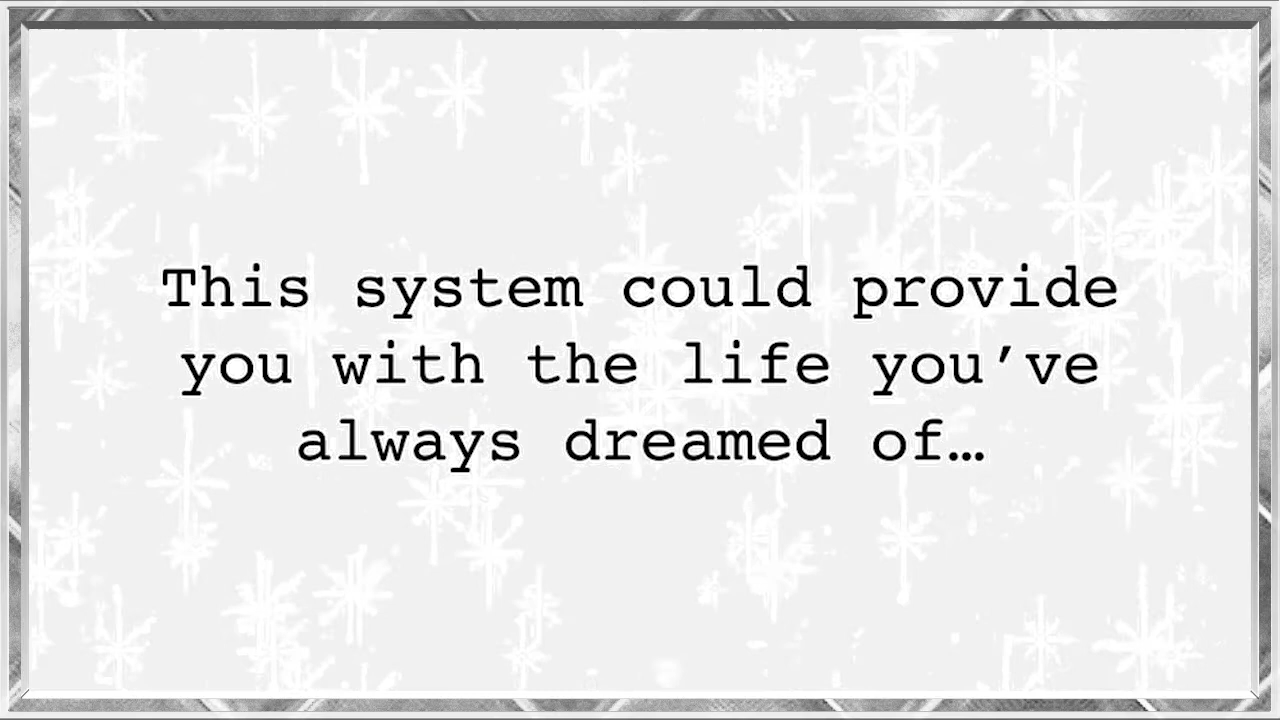 This system could provide
you with the life you’ve
always dreamed of…